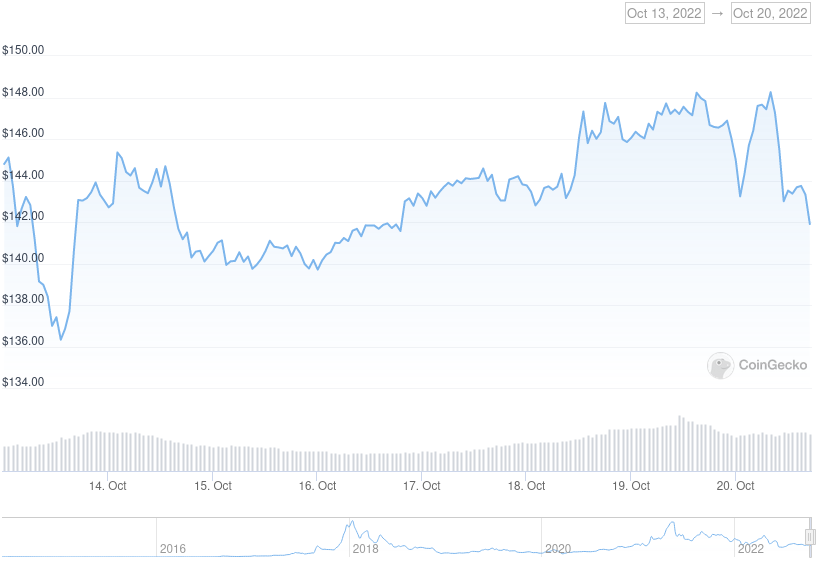 Oct 13, 2022 → Oct 20, 2022
$150.00
$148.00
$146.00
$144.00
$142.00
$140.00
$138.00
$136.00
$134.00
CoinGecko
14. Oct 15. Oct 16. Oct 17. Oct 18. Oct 19. Oct 20. Oct
2016 2018 2020 2022